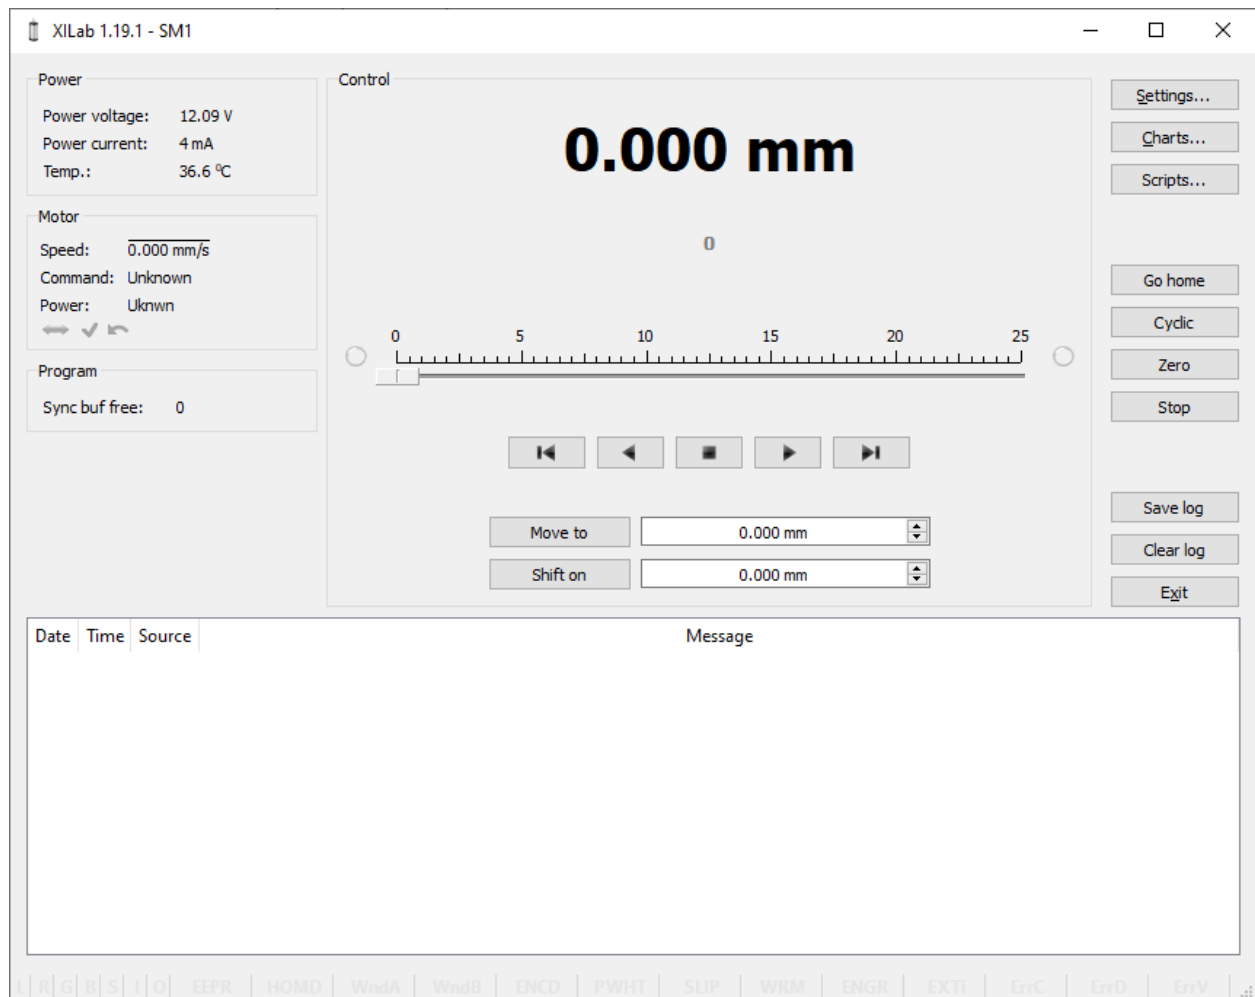 XILab 1.19.1 - SM1
Power
Power voltage: 12.09 V
Power current: 4 mA
Temp.: 36.6 ⁰C
Motor
Speed: 0.000 mm/s
Command: Unknown
Power: Uknwn
Program
Sync buf free: 0
Control
0.000 mm
0
0 5 10 15 20 25
Move to 0.000 mm
Shift on 0.000 mm
Settings...
Charts...
Scripts...
Go home
Cyclic
Zero
Stop
Save log
Clear log
Exit
Date Time Source Message
L R G B S I O EEPR HOMD WndA WndB ENCD PWHT SLIP WRM ENGR EXTI ErrC ErrD ErrV